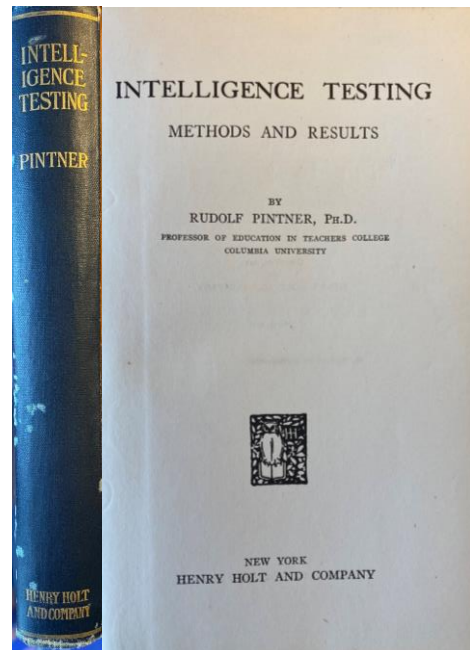 INTELL-
IGENCE
TESTING
PINTNER
HENRY HOLT
AND COMPANY
INTELLIGENCE TESTING
METHODS AND RESULTS
BY
RUDOLF PINTNER, PH.D.
PROFESSOR OF EDUCATION IN TEACHERS COLLEGE
COLUMBIA UNIVERSITY
NEW YORK
HENRY HOLT AND COMPANY